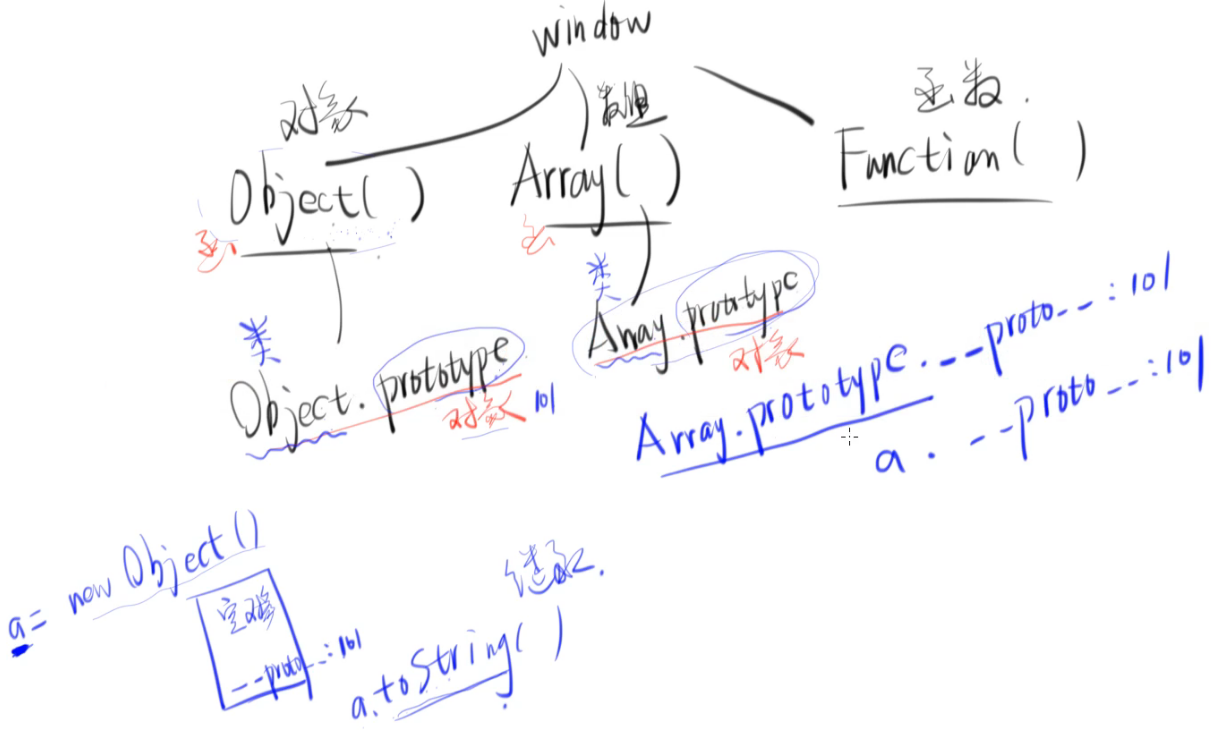 window
对象
数组
函数.
Object( )
Array( )
Function( )
函
函
类
类
Object.prototype
对象 101
Array.prototype
对象
Array.prototype.__proto__:101
a.__proto__:101
a= new Object()
空对象
__proto__:101
继承.
a.toString( )